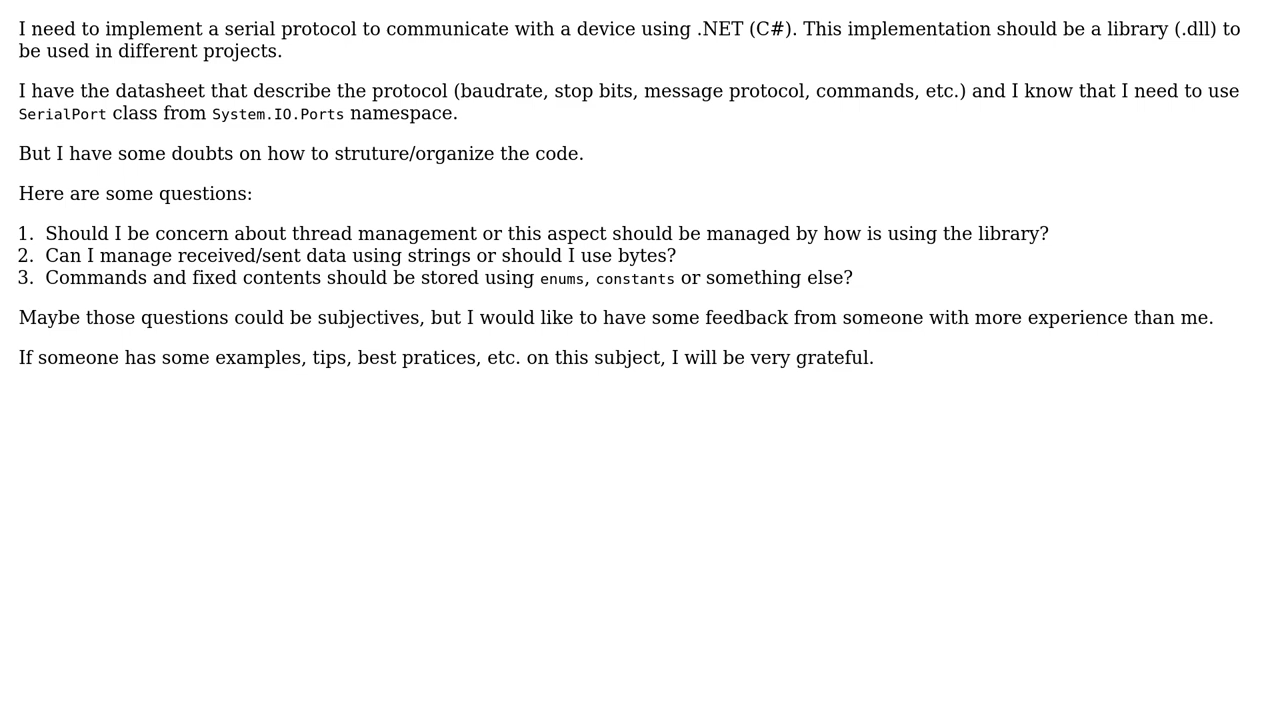 I need to implement a serial protocol to communicate with a device using .NET (C#). This implementation should be a library (.dll) to
be used in different projects.
I have the datasheet that describe the protocol (baudrate, stop bits, message protocol, commands, etc.) and I know that I need to use
SerialPort class from System.IO.Ports namespace.
But I have some doubts on how to struture/organize the code.
Here are some questions:
1. Should I be concern about thread management or this aspect should be managed by how is using the library?
2. Can I manage received/sent data using strings or should I use bytes?
3. Commands and fixed contents should be stored using enums, constants or something else?
Maybe those questions could be subjectives, but I would like to have some feedback from someone with more experience than me.
If someone has some examples, tips, best pratices, etc. on this subject, I will be very grateful.